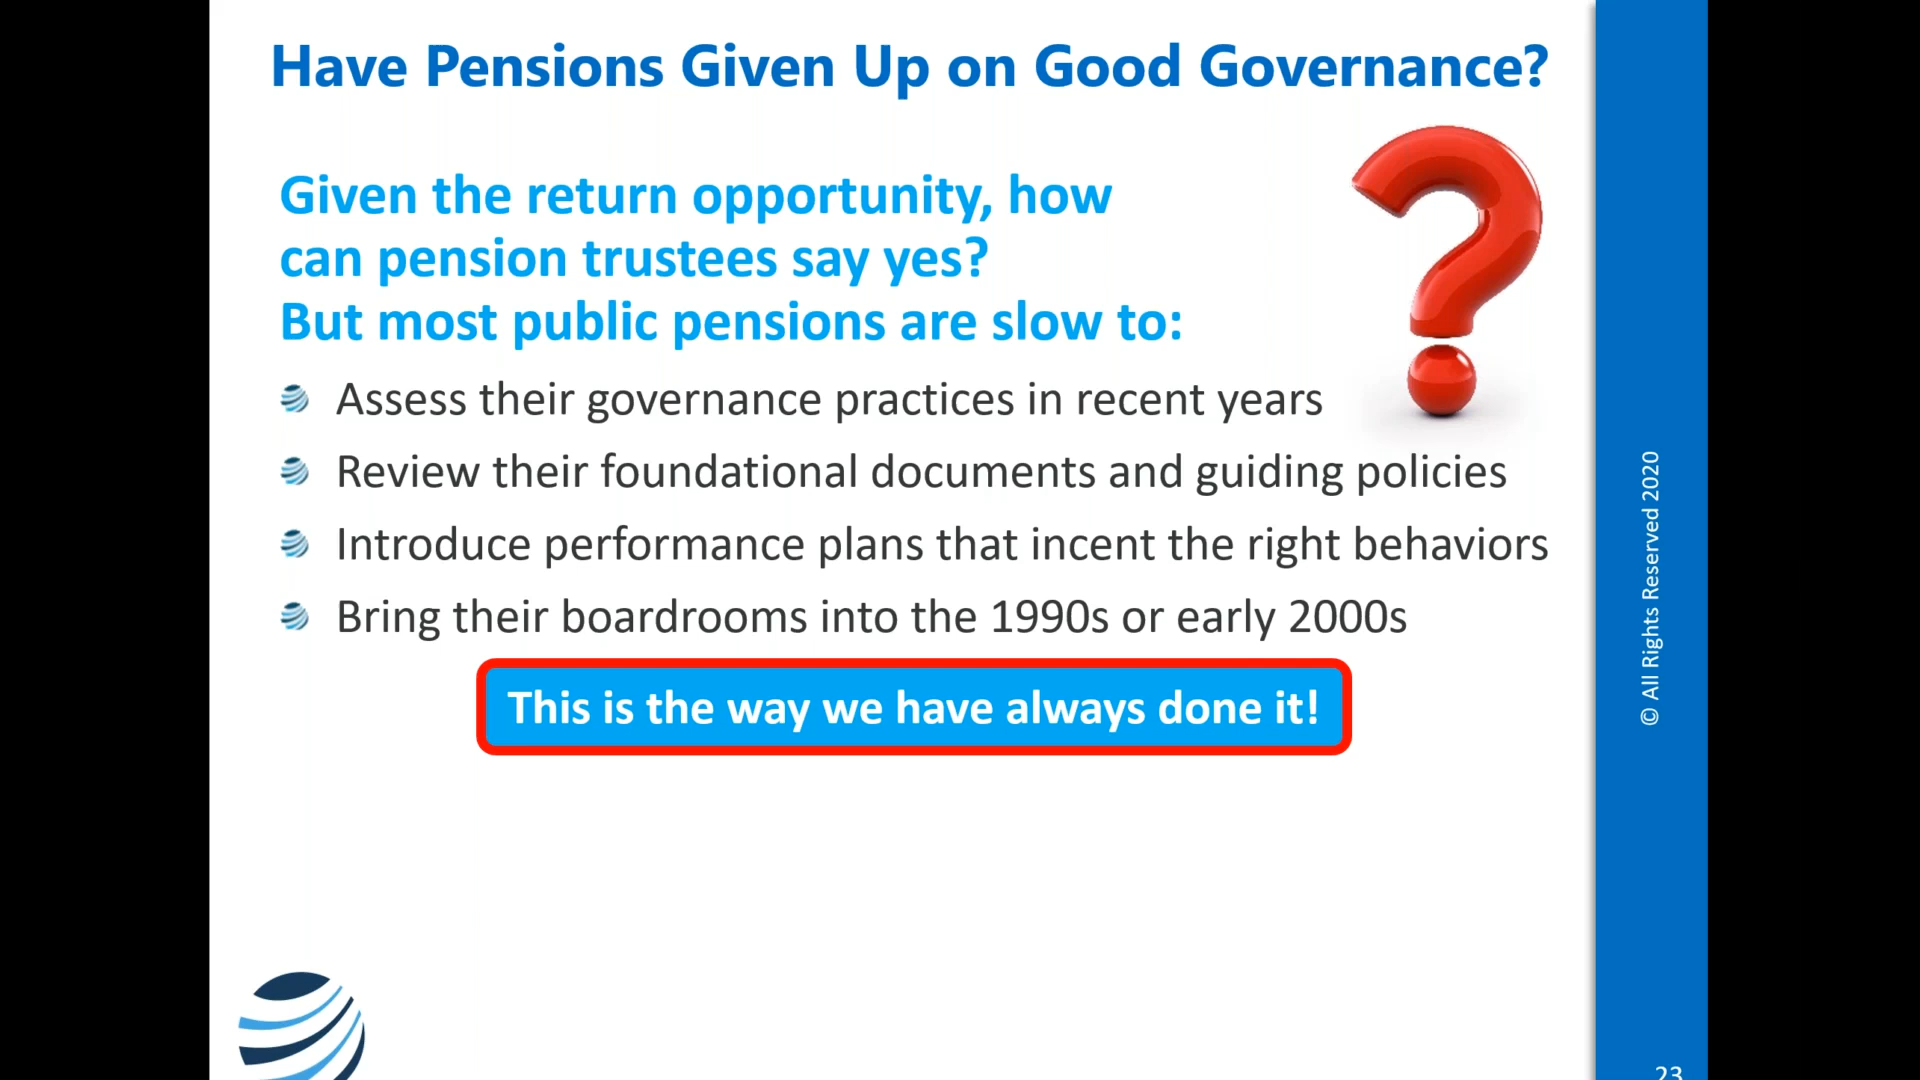 Have Pensions Given Up on Good Governance?
Given the return opportunity, how
can pension trustees say yes?
But most public pensions are slow to:
Assess their governance practices in recent years
Review their foundational documents and guiding policies
Introduce performance plans that incent the right behaviors
Bring their boardrooms into the 1990s or early 2000s
This is the way we have always done it!
© All Rights Reserved 2020
23